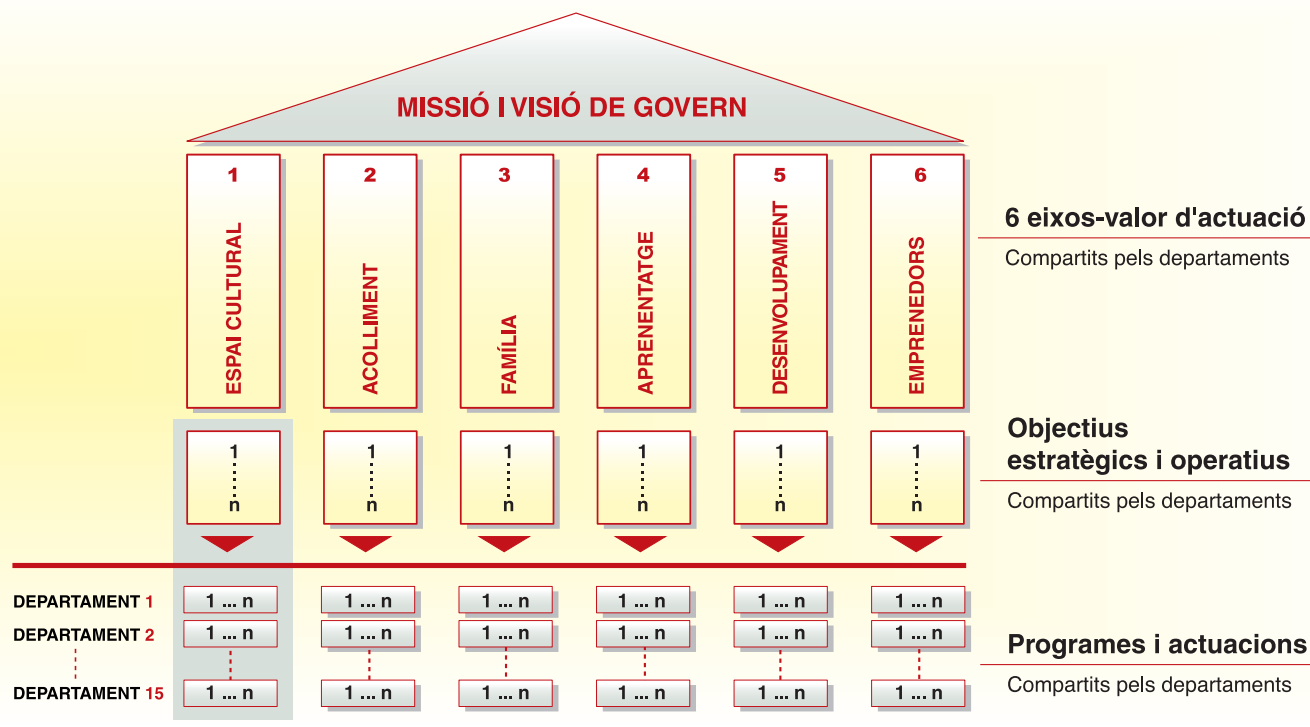 MISSIÓ I VISIÓ DE GOVERN
1 2 3 4 5 6
ESPAI CULTURAL
ACOLLIMENT
FAMÍLIA
APRENENTATGE
DESENVOLUPAMENT
EMPRENEDORS
6 eixos-valor d'actuació
Compartits pels departaments
1 1 1 1 1 1
n n n n n n
Objectius
estratègics i operatius
Compartits pels departaments
DEPARTAMENT 1 1 ... n 1 ... n 1 ... n 1 ... n 1 ... n 1 ... n
DEPARTAMENT 2 1 ... n 1 ... n 1 ... n 1 ... n 1 ... n 1 ... n
DEPARTAMENT 15 1 ... n 1 ... n 1 ... n 1 ... n 1 ... n 1 ... n
Programes i actuacions
Compartits pels departaments